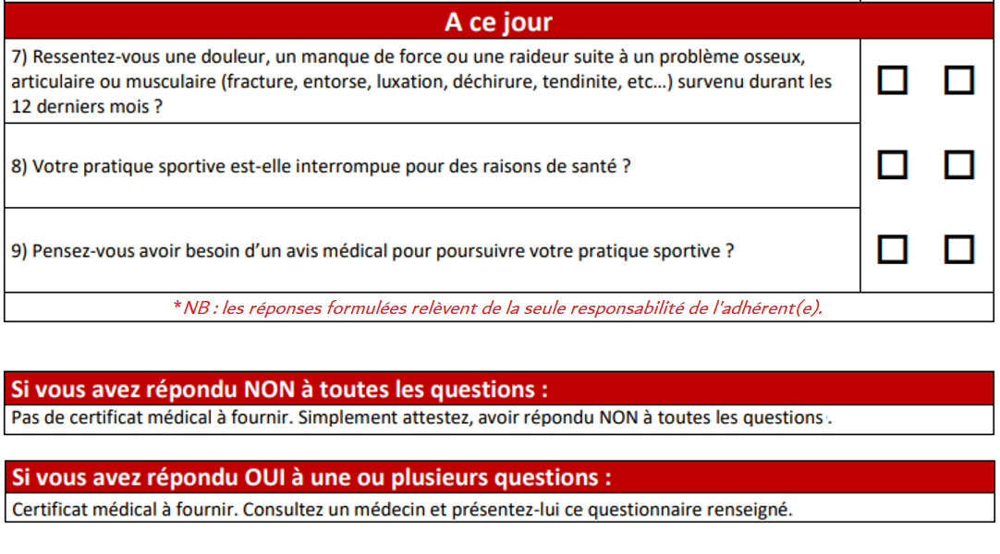 A ce jour
7) Ressentez-vous une douleur, un manque de force ou une raideur suite à un problème osseux,
articulaire ou musculaire (fracture, entorse, luxation, déchirure, tendinite, etc...) survenu durant les
12 derniers mois ?
8) Votre pratique sportive est-elle interrompue pour des raisons de santé ?
9) Pensez-vous avoir besoin d'un avis médical pour poursuivre votre pratique sportive ?
*NB : les réponses formulées relèvent de la seule responsabilité de l'adhérent(e).
Si vous avez répondu NON à toutes les questions :
Pas de certificat médical à fournir. Simplement attestez, avoir répondu NON à toutes les questions .
Si vous avez répondu OUI à une ou plusieurs questions :
Certificat médical à fournir. Consultez un médecin et présentez-lui ce questionnaire renseigné.